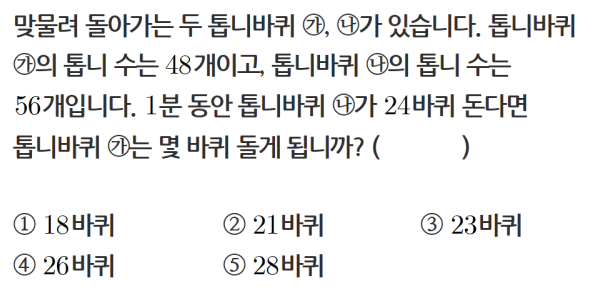 맞물려 돌아가는 두 톱니바퀴 ㉮, ㉯가 있습니다. 톱니바퀴
㉮의 톱니 수는 48개이고, 톱니바퀴 ㉯의 톱니 수는
56개입니다. 1분 동안 톱니바퀴 ㉯가 24바퀴 돈다면
톱니바퀴 ㉮는 몇 바퀴 돌게 됩니까? (          )
① 18바퀴 ② 21바퀴 ③ 23바퀴
④ 26바퀴 ⑤ 28바퀴